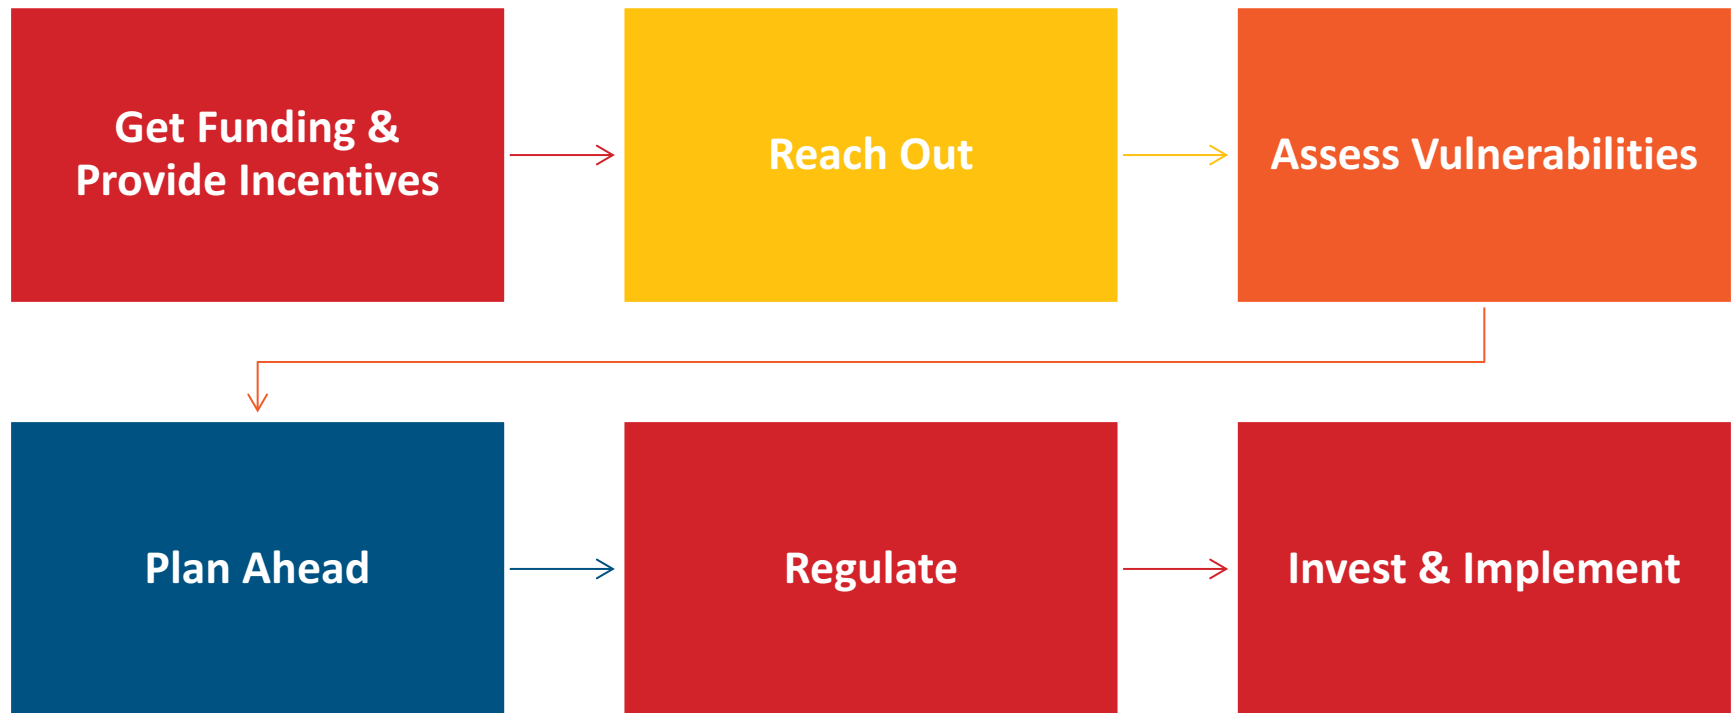 Get Funding &
Provide Incentives
Reach Out
Assess Vulnerabilities
Plan Ahead
Regulate
Invest & Implement